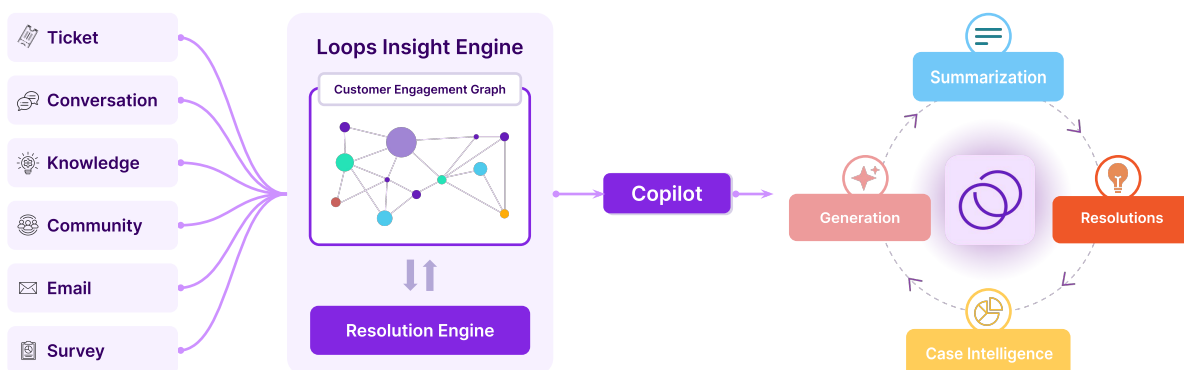 Ticket
Conversation
Knowledge
Community
Email
Survey
Loops Insight Engine
Customer Engagement Graph
Resolution Engine
Copilot
Summarization
Generation
Resolutions
Case Intelligence